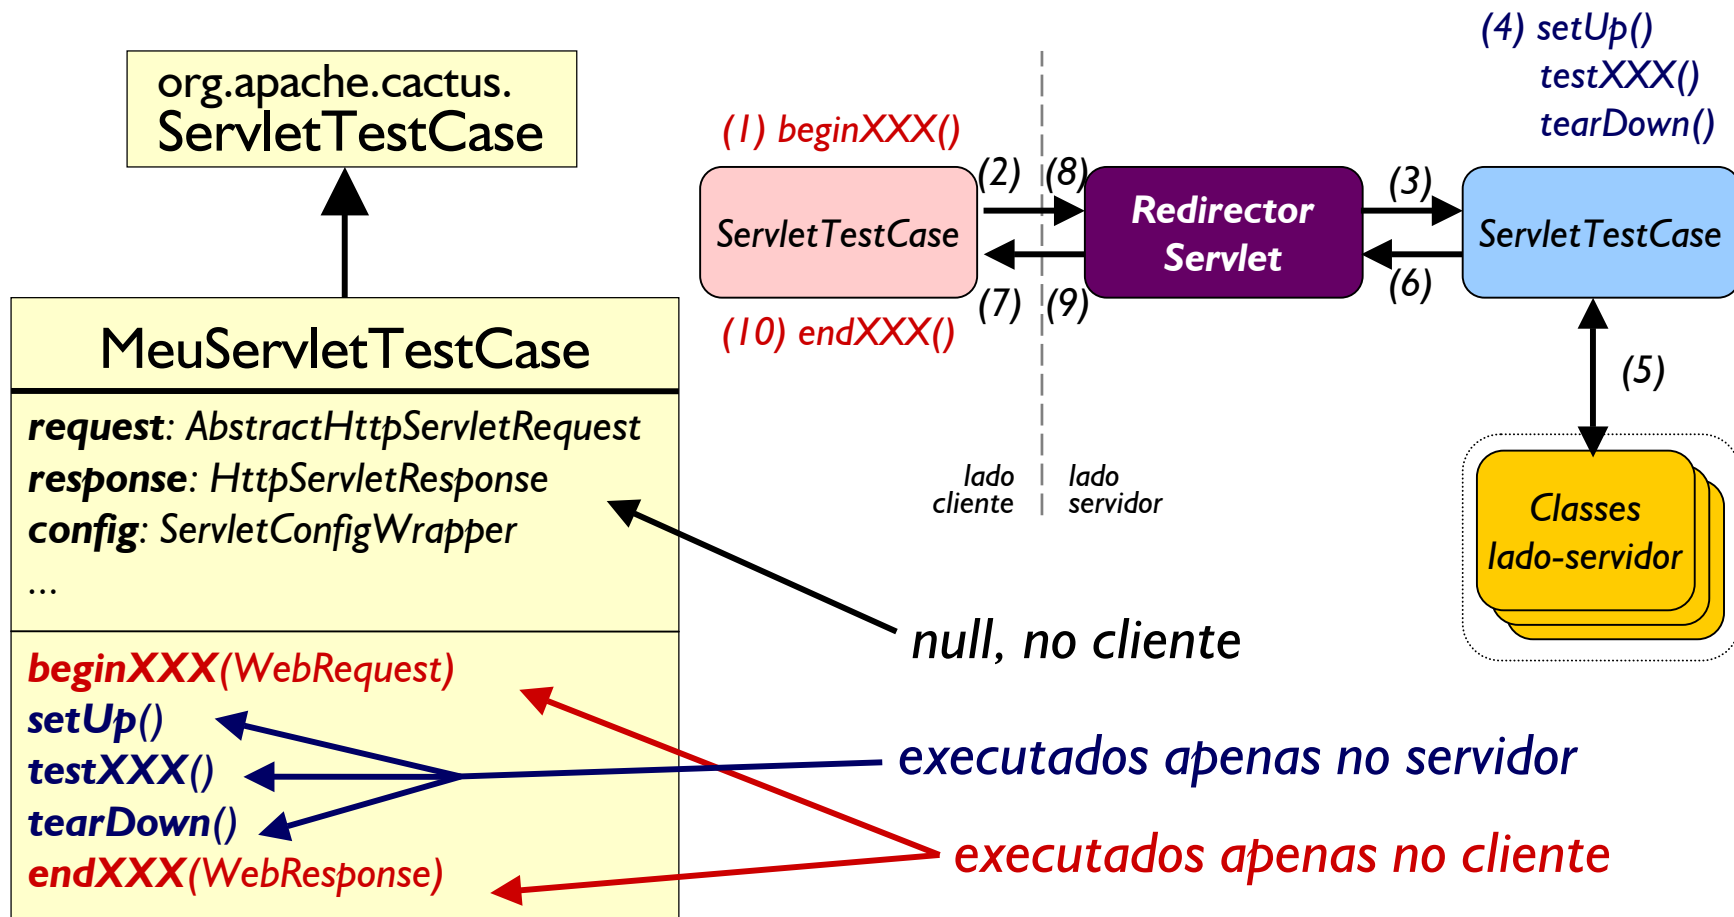 org.apache.cactus.
ServletTestCase
MeuServletTestCase
request: AbstractHttpServletRequest
response: HttpServletResponse
config: ServletConfigWrapper
...
beginXXX(WebRequest)
setUp()
testXXX()
tearDown()
endXXX(WebResponse)
(1) beginXXX()
ServletTestCase
(10) endXXX()
(2)
(8)
(7)
(9)
Redirector
Servlet
(3)
(6)
(4) setUp()
testXXX()
tearDown()
ServletTestCase
(5)
lado
cliente
lado
servidor
Classes
lado-servidor
null, no cliente
executados apenas no servidor
executados apenas no cliente